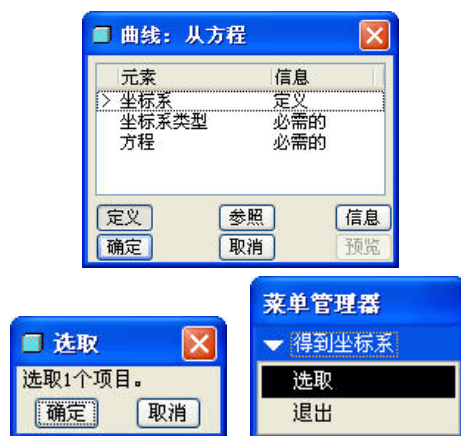 曲线：从方程
元素 信息
> 坐标系 定义
坐标系类型 必需的
方程 必需的
定义 参照 信息
确定 取消 预览
选取
选取1个项目。
确定 取消
菜单管理器
得到坐标系
选取
退出